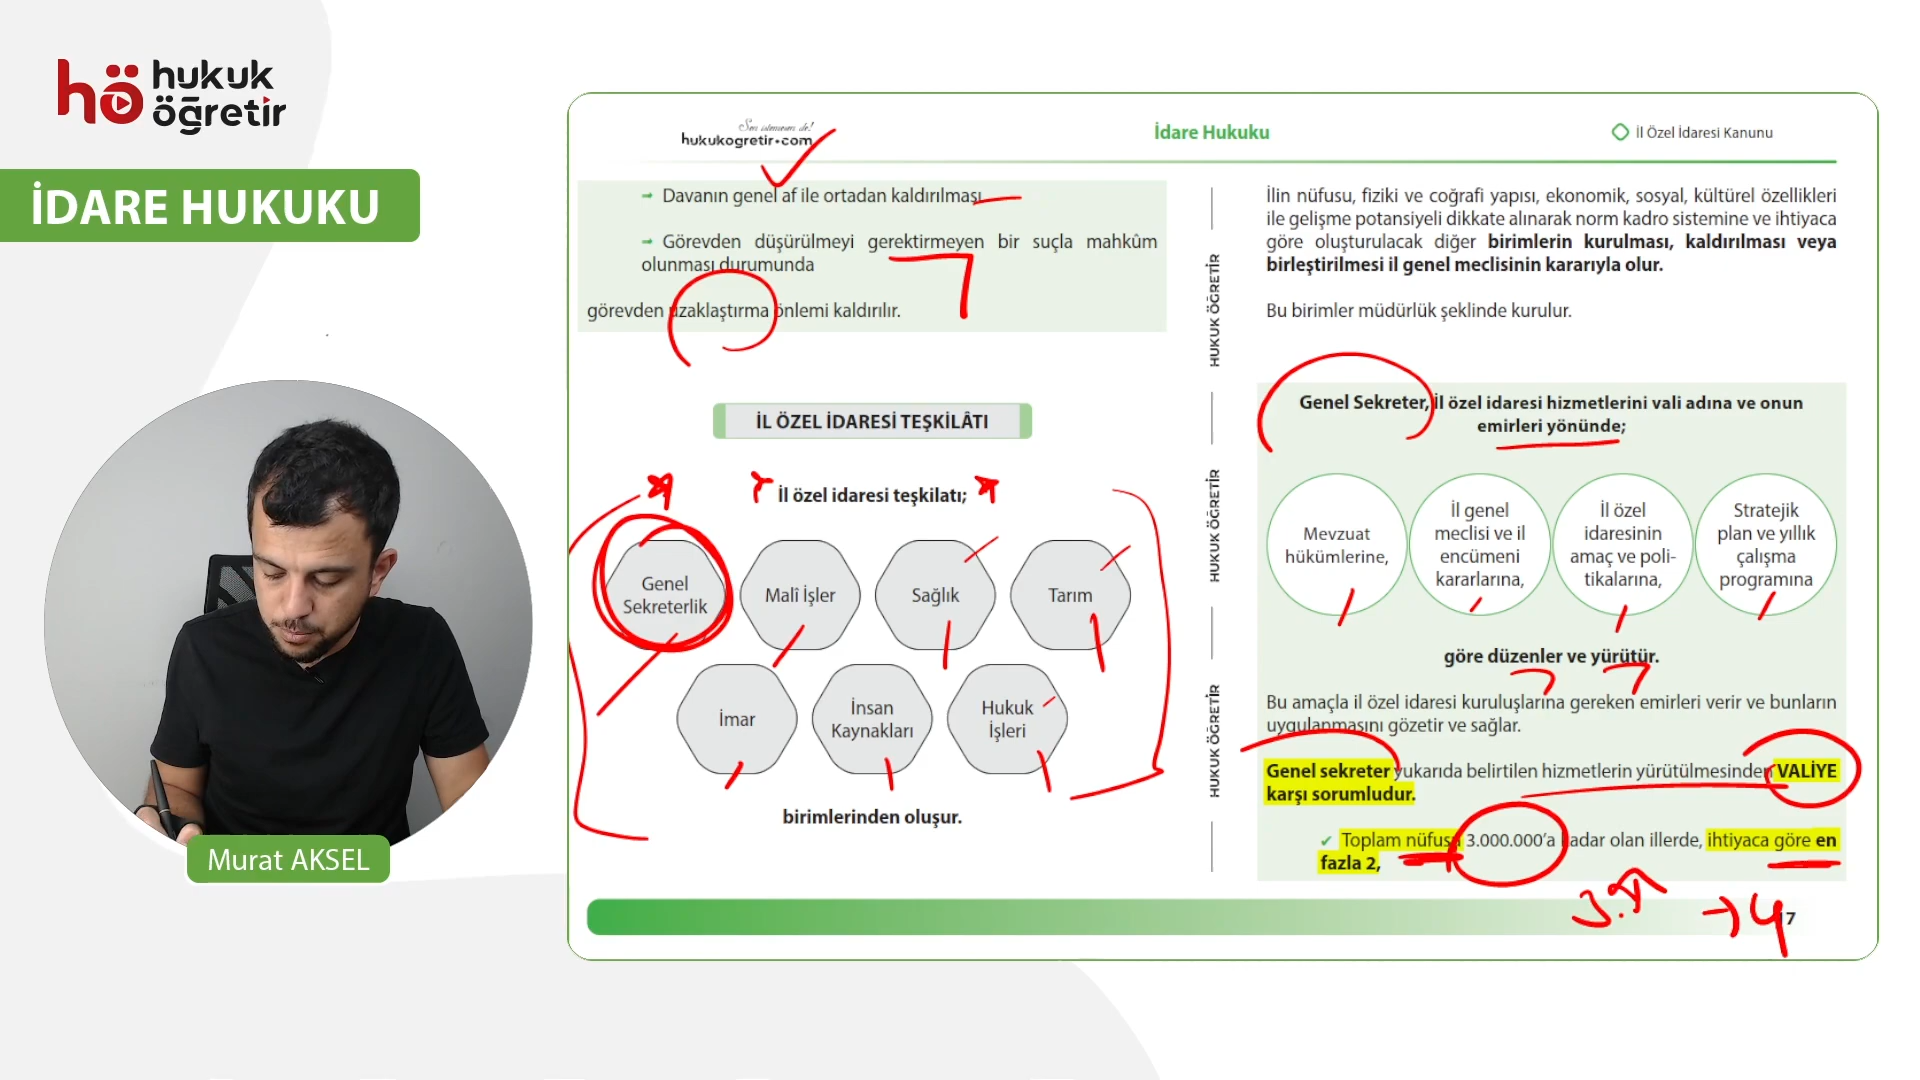 hö hukuk
öğretir
İDARE HUKUKU
Murat AKSEL
Sen istemesen de!
hukukogretir•com
İdare Hukuku
İl Özel İdaresi Kanunu
➞ Davanın genel af ile ortadan kaldırılması
➞ Görevden düşürülmeyi gerektirmeyen bir suçla mahkûm
olunması durumunda
görevden uzaklaştırma önlemi kaldırılır.
İL ÖZEL İDARESİ TEŞKİLÂTI
İl özel idaresi teşkilatı;
Genel
Sekreterlik
Malî İşler
Sağlık
Tarım
İmar
İnsan
Kaynakları
Hukuk
İşleri
birimlerinden oluşur.
HUKUK ÖĞRETİR
HUKUK ÖĞRETİR
HUKUK ÖĞRETİR
İlin nüfusu, fiziki ve coğrafi yapısı, ekonomik, sosyal, kültürel özellikleri
ile gelişme potansiyeli dikkate alınarak norm kadro sistemine ve ihtiyaca
göre oluşturulacak diğer birimlerin kurulması, kaldırılması veya
birleştirilmesi il genel meclisinin kararıyla olur.
Bu birimler müdürlük şeklinde kurulur.
Genel Sekreter, il özel idaresi hizmetlerini vali adına ve onun
emirleri yönünde;
Mevzuat
hükümlerine,
İl genel
meclisi ve il
encümeni
kararlarına,
İl özel
idaresinin
amaç ve poli-
tikalarına,
Stratejik
plan ve yıllık
çalışma
programına
göre düzenler ve yürütür.
Bu amaçla il özel idaresi kuruluşlarına gereken emirleri verir ve bunların
uygulanmasını gözetir ve sağlar.
Genel sekreter yukarıda belirtilen hizmetlerin yürütülmesinden VALİYE
karşı sorumludur.
✔ Toplam nüfusu 3.000.000’a kadar olan illerde, ihtiyaca göre en
fazla 2,
→ 4